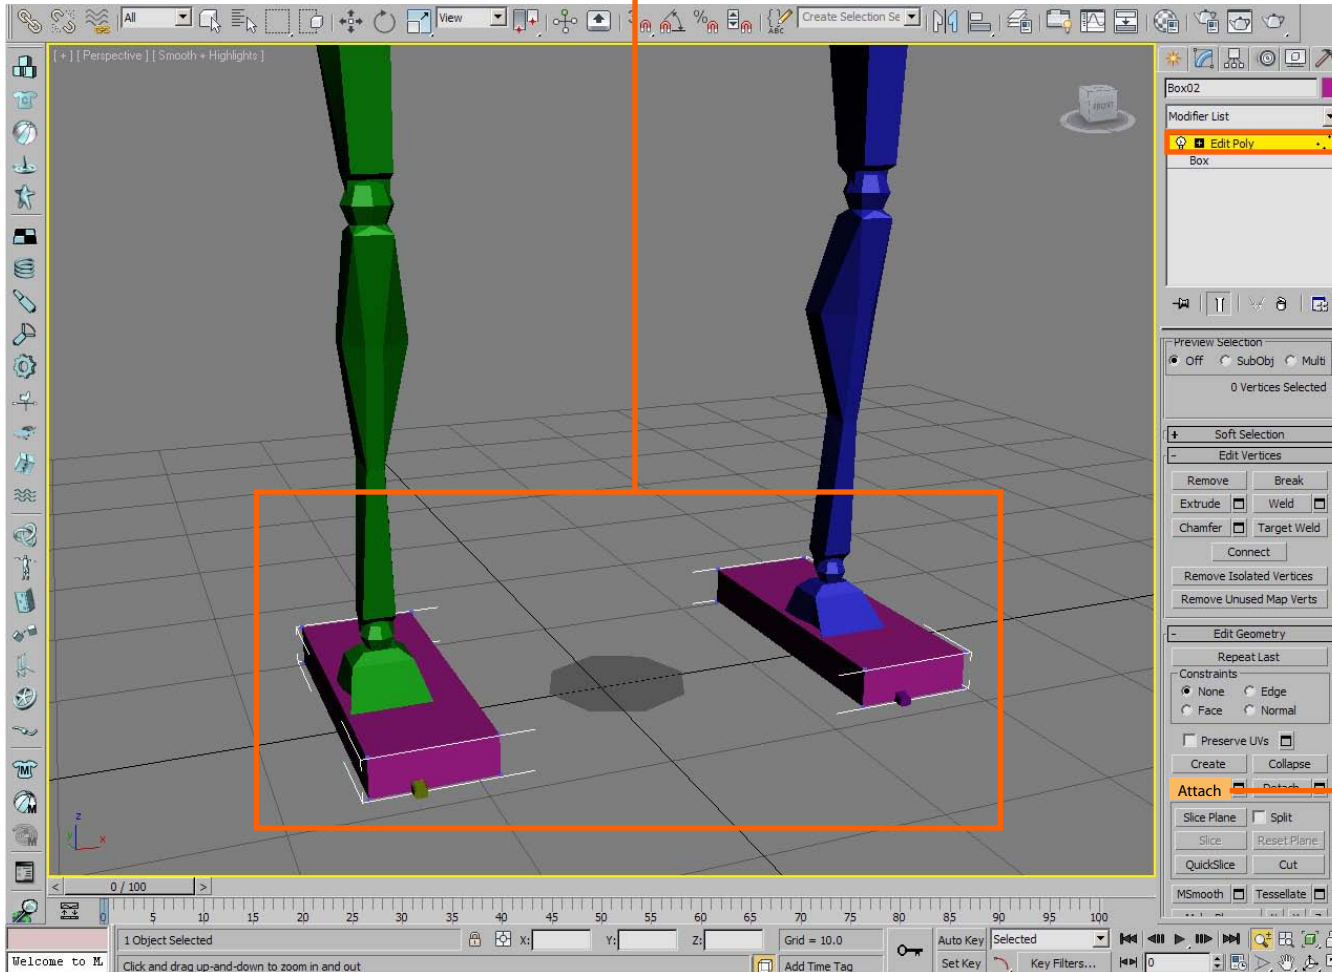 All
View
Create Selection Se
ABC
[ + ] [ Perspective ] [ Smooth + Highlights ]
FRONT
Box02
Modifier List
Edit Poly
Box
Preview Selection
Off SubObj Multi
0 Vertices Selected
+ Soft Selection
- Edit Vertices
Remove Break
Extrude Weld
Chamfer Target Weld
Connect
Remove Isolated Vertices
Remove Unused Map Verts
- Edit Geometry
Repeat Last
Constraints
None Edge
Face Normal
Preserve UVs
Create Collapse
Attach Detach
Slice Plane Split
Slice Reset Plane
QuickSlice Cut
MSmooth Tessellate
z
y x
< 0 / 100 >
0 5 10 15 20 25 30 35 40 45 50 55 60 65 70 75 80 85 90 95 100
1 Object Selected X: Y: Z: Grid = 10.0 Auto Key Selected
Welcome to M Click and drag up-and-down to zoom in and out Add Time Tag Set Key Key Filters... 0